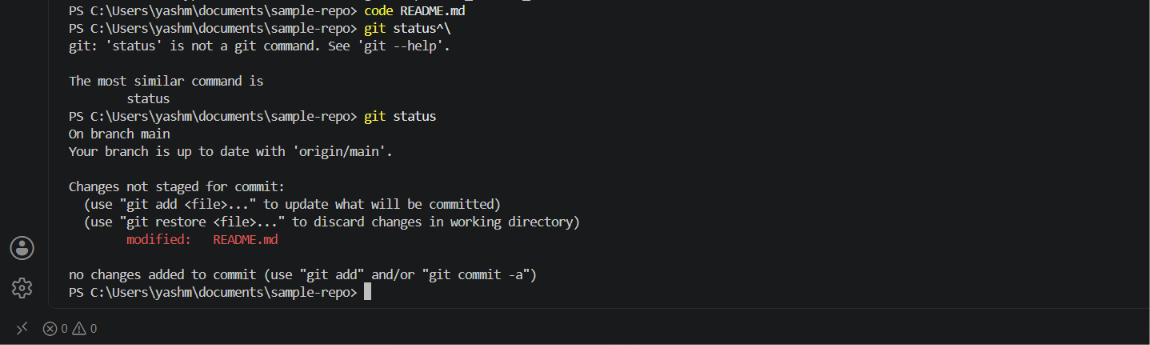 PS C:\Users\yashm\documents\sample-repo> code README.md
PS C:\Users\yashm\documents\sample-repo> git status^\
git: 'status' is not a git command. See 'git --help'.
The most similar command is
status
PS C:\Users\yashm\documents\sample-repo> git status
On branch main
Your branch is up to date with 'origin/main'.
Changes not staged for commit:
(use "git add <file>..." to update what will be committed)
(use "git restore <file>..." to discard changes in working directory)
modified: README.md
no changes added to commit (use "git add" and/or "git commit -a")
PS C:\Users\yashm\documents\sample-repo>
0 0